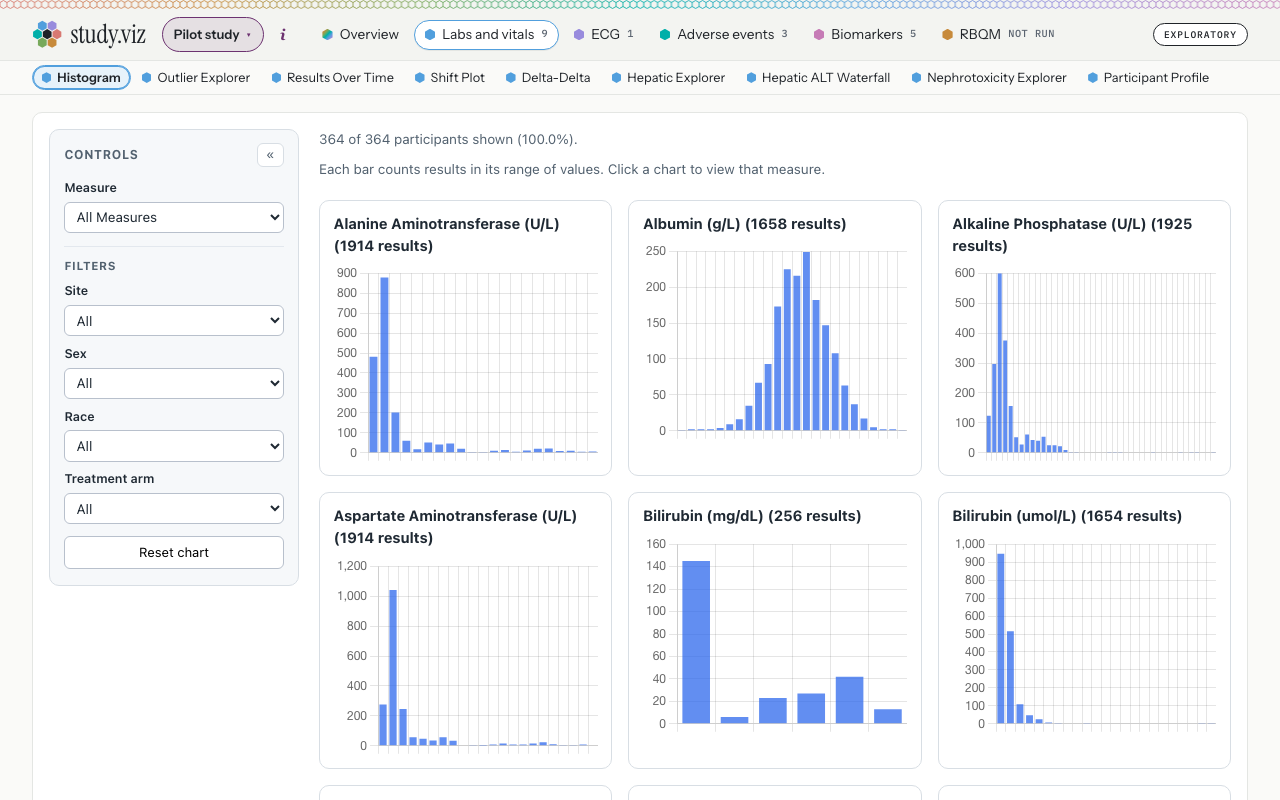 study.viz
Pilot study
i
Overview
Labs and vitals 9
ECG 1
Adverse events 3
Biomarkers 5
RBQM NOT RUN
EXPLORATORY
Histogram
Outlier Explorer
Results Over Time
Shift Plot
Delta-Delta
Hepatic Explorer
Hepatic ALT Waterfall
Nephrotoxicity Explorer
Participant Profile
CONTROLS
«
Measure
All Measures
FILTERS
Site
All
Sex
All
Race
All
Treatment arm
All
Reset chart
364 of 364 participants shown (100.0%).
Each bar counts results in its range of values. Click a chart to view that measure.
Alanine Aminotransferase (U/L)
(1914 results)
900
800
700
600
500
400
300
200
100
0
Albumin (g/L) (1658 results)
250
200
150
100
50
0
Alkaline Phosphatase (U/L) (1925
results)
600
500
400
300
200
100
0
Aspartate Aminotransferase (U/L)
(1914 results)
1,200
1,000
800
600
400
200
0
Bilirubin (mg/dL) (256 results)
160
140
120
100
80
60
40
20
0
Bilirubin (umol/L) (1654 results)
1,000
900
800
700
600
500
400
300
200
100
0